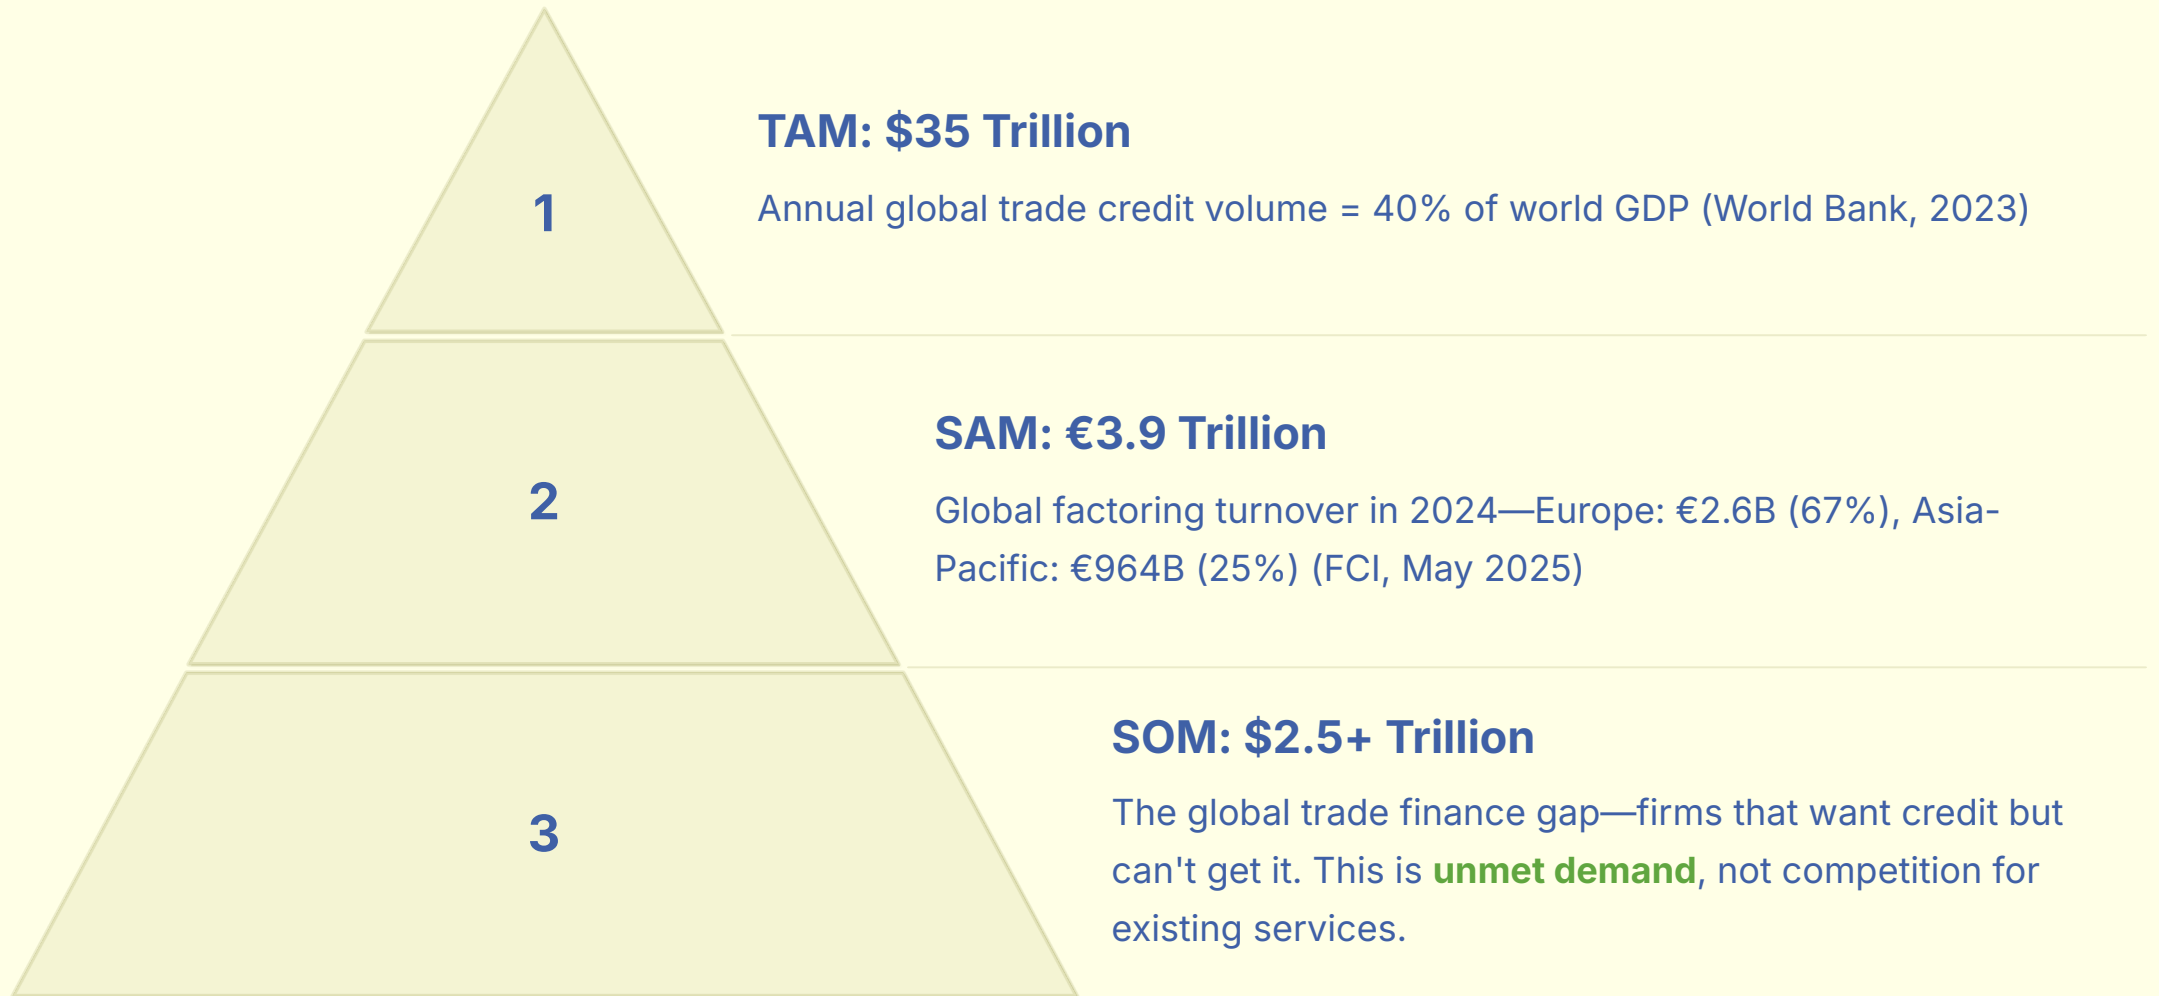 1
TAM: $35 Trillion
Annual global trade credit volume = 40% of world GDP (World Bank, 2023)
2
SAM: €3.9 Trillion
Global factoring turnover in 2024—Europe: €2.6B (67%), Asia-
Pacific: €964B (25%) (FCI, May 2025)
3
SOM: $2.5+ Trillion
The global trade finance gap—firms that want credit but
can't get it. This is unmet demand, not competition for
existing services.